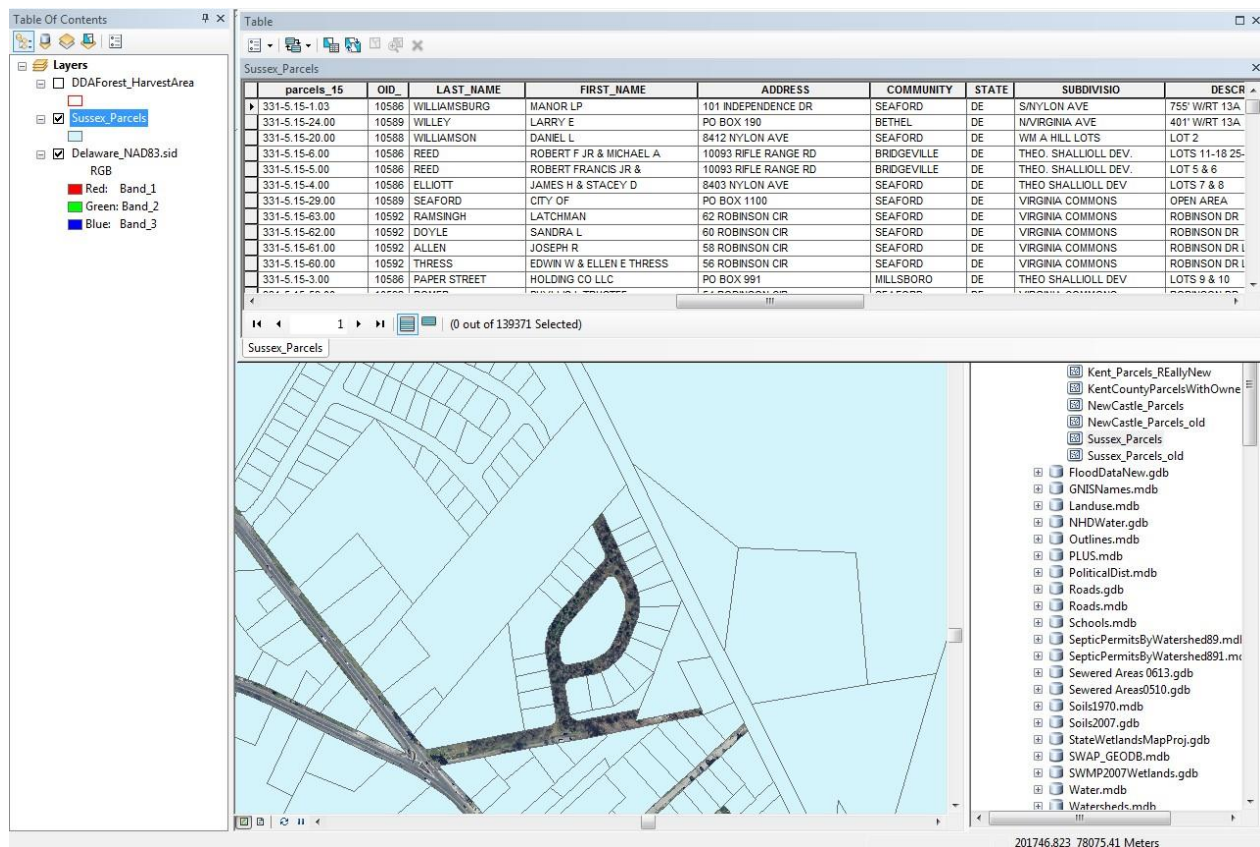 Table Of Contents
Layers
DDAForest_HarvestArea
Sussex_Parcels
Delaware_NAD83.sid
RGB
Red: Band_1
Green: Band_2
Blue: Band_3
Table
Sussex_Parcels
parcels_15 OID_ LAST_NAME FIRST_NAME ADDRESS COMMUNITY STATE SUBDIVISIO DESCR
331-5.15-1.03 10586 WILLIAMSBURG MANOR LP 101 INDEPENDENCE DR SEAFORD DE S/NYLON AVE 755' W/RT 13A
331-5.15-24.00 10589 WILLEY LARRY E PO BOX 190 BETHEL DE N/VIRGINIA AVE 401' W/RT 13A
331-5.15-20.00 10588 WILLIAMSON DANIEL L 8412 NYLON AVE SEAFORD DE WM A HILL LOTS LOT 2
331-5.15-6.00 10586 REED ROBERT F JR & MICHAEL A 10093 RIFLE RANGE RD BRIDGEVILLE DE THEO. SHALLIOLL DEV. LOTS 11-18 25-
331-5.15-5.00 10586 REED ROBERT FRANCIS JR & 10093 RIFLE RANGE RD BRIDGEVILLE DE THEO. SHALLIOLL DEV. LOT 5 & 6
331-5.15-4.00 10586 ELLIOTT JAMES H & STACEY D 8403 NYLON AVE SEAFORD DE THEO SHALLIOLL DEV LOTS 7 & 8
331-5.15-29.00 10589 SEAFORD CITY OF PO BOX 1100 SEAFORD DE VIRGINIA COMMONS OPEN AREA
331-5.15-63.00 10592 RAMSINGH LATCHMAN 62 ROBINSON CIR SEAFORD DE VIRGINIA COMMONS ROBINSON DR
331-5.15-62.00 10592 DOYLE SANDRA L 60 ROBINSON CIR SEAFORD DE VIRGINIA COMMONS ROBINSON DR
331-5.15-61.00 10592 ALLEN JOSEPH R 58 ROBINSON CIR SEAFORD DE VIRGINIA COMMONS ROBINSON DR L
331-5.15-60.00 10592 THRESS EDWIN W & ELLEN E THRESS 56 ROBINSON CIR SEAFORD DE VIRGINIA COMMONS ROBINSON DR L
331-5.15-3.00 10586 PAPER STREET HOLDING CO LLC PO BOX 991 MILLSBORO DE THEO SHALLIOLL DEV LOTS 9 & 10
1 (0 out of 139371 Selected)
Sussex_Parcels
Kent_Parcels_REallyNew
KentCountyParcelsWithOwne
NewCastle_Parcels
NewCastle_Parcels_old
Sussex_Parcels
Sussex_Parcels_old
FloodDataNew.gdb
GNISNames.mdb
Landuse.mdb
NHDWater.gdb
Outlines.mdb
PLUS.mdb
PoliticalDist.mdb
Roads.gdb
Roads.mdb
Schools.mdb
SepticPermitsByWatershed89.mdl
SepticPermitsByWatershed891.m
Sewered Areas 0613.gdb
Sewered Areas0510.gdb
Soils1970.mdb
Soils2007.gdb
StateWetlandsMapProj.gdb
SWAP_GEODB.mdb
SWMP2007Wetlands.gdb
Water.mdb
Watersheds.mdb
201746.823 78075.41 Meters